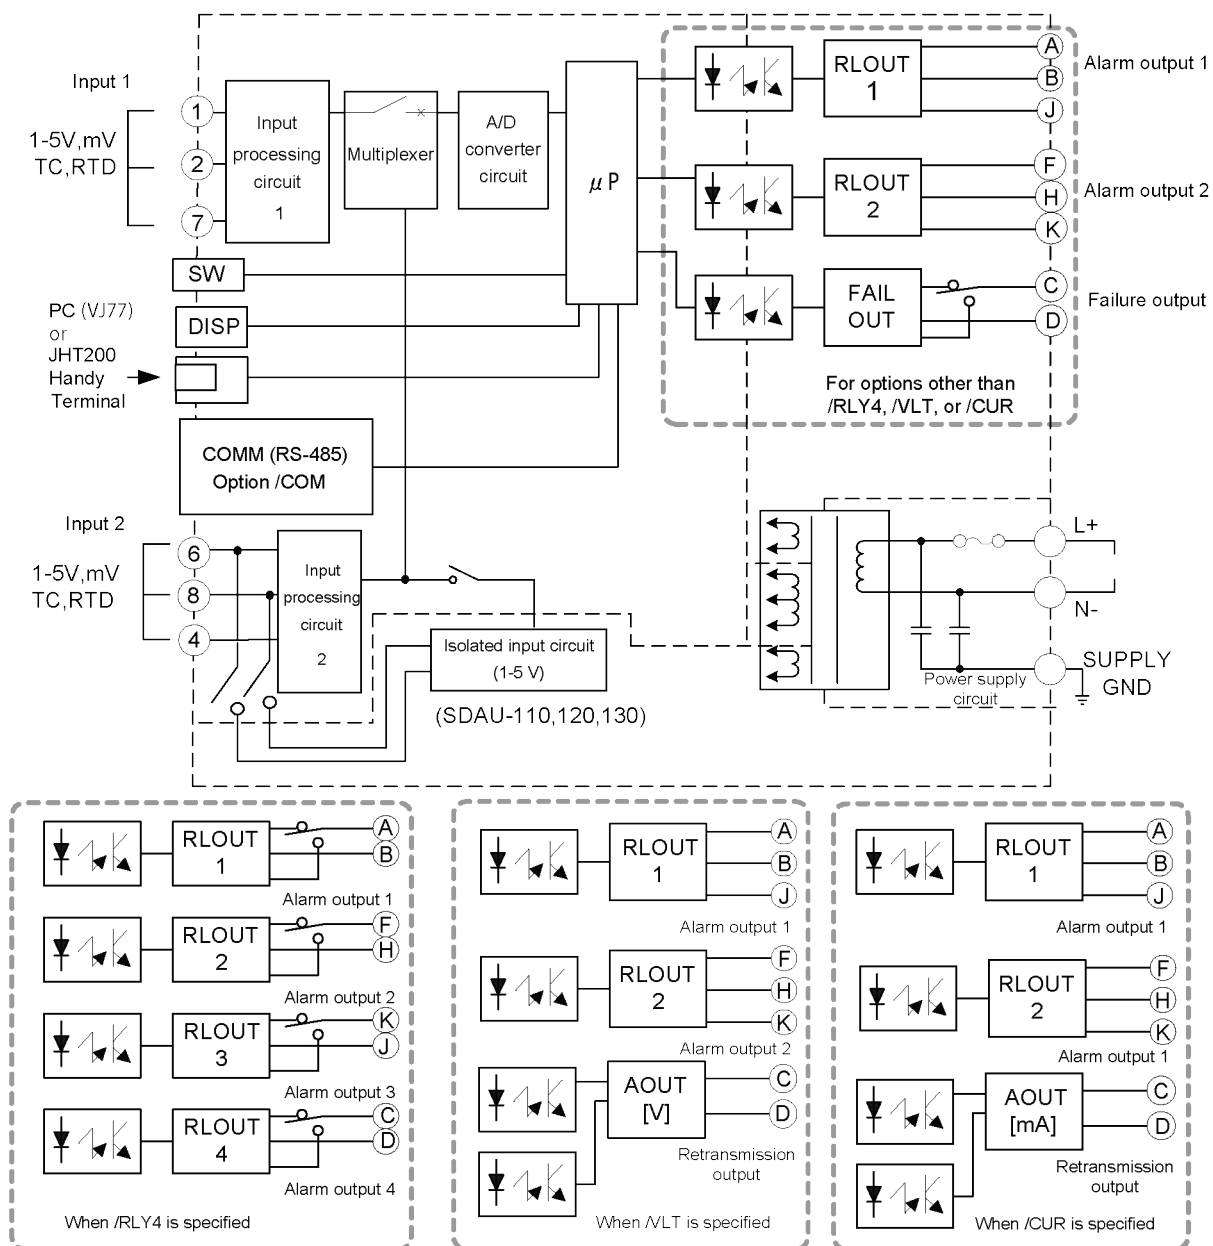 Input 1
1-5V,mV
TC,RTD
1
2
7
Input
processing
circuit
1
Multiplexer
A/D
converter
circuit
μP
SW
DISP
PC (VJ77)
or
JHT200
Handy
Terminal
COMM (RS-485)
Option /COM
RLOUT
1
A
B
J
Alarm output 1
RLOUT
2
F
H
K
Alarm output 2
FAIL
OUT
C
D
Failure output
For options other than
/RLY4, /VLT, or /CUR
Input 2
1-5V,mV
TC,RTD
6
8
4
Input
processing
circuit
2
Isolated input circuit
(1-5 V)
(SDAU-110,120,130)
L+
N-
SUPPLY
GND
Power supply
circuit
RLOUT
1
A
B
Alarm output 1
RLOUT
2
F
H
Alarm output 2
RLOUT
3
K
J
Alarm output 3
RLOUT
4
C
D
Alarm output 4
When /RLY4 is specified
RLOUT
1
A
B
J
Alarm output 1
RLOUT
2
F
H
K
Alarm output 2
AOUT
[V]
C
D
Retransmission
output
When /VLT is specified
RLOUT
1
A
B
J
Alarm output 1
RLOUT
2
F
H
K
Alarm output 1
AOUT
[mA]
C
D
Retransmission
output
When /CUR is specified